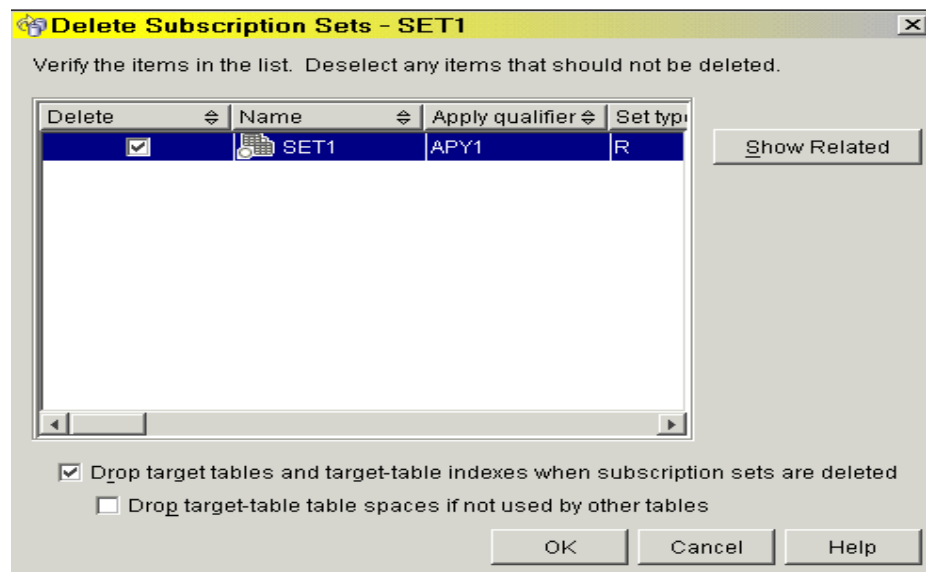 Delete Subscription Sets - SET1
Verify the items in the list. Deselect any items that should not be deleted.
Delete Name Apply qualifier Set typ
SET1 APY1 R
Show Related
Drop target tables and target-table indexes when subscription sets are deleted
Drop target-table table spaces if not used by other tables
OK Cancel Help